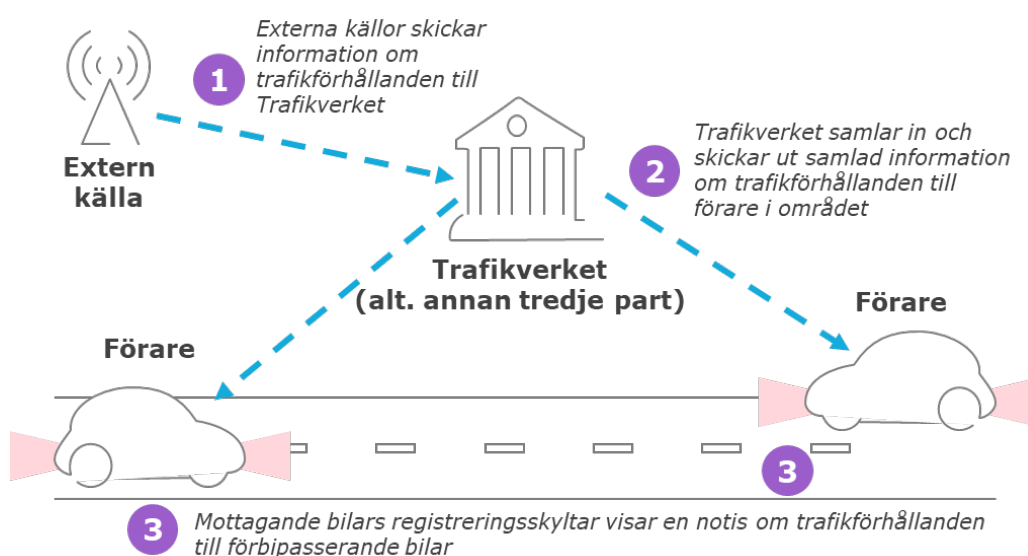 1
Externa källor skickar
information om
trafikförhållanden till
Trafikverket
Extern
källa
2
Trafikverket samlar in och
skickar ut samlad information
om trafikförhållanden till
förare i området
Trafikverket
(alt. annan tredje part)
Förare
Förare
3
3
Mottagande bilars registreringsskyltar visar en notis om trafikförhållanden
till förbipasserande bilar